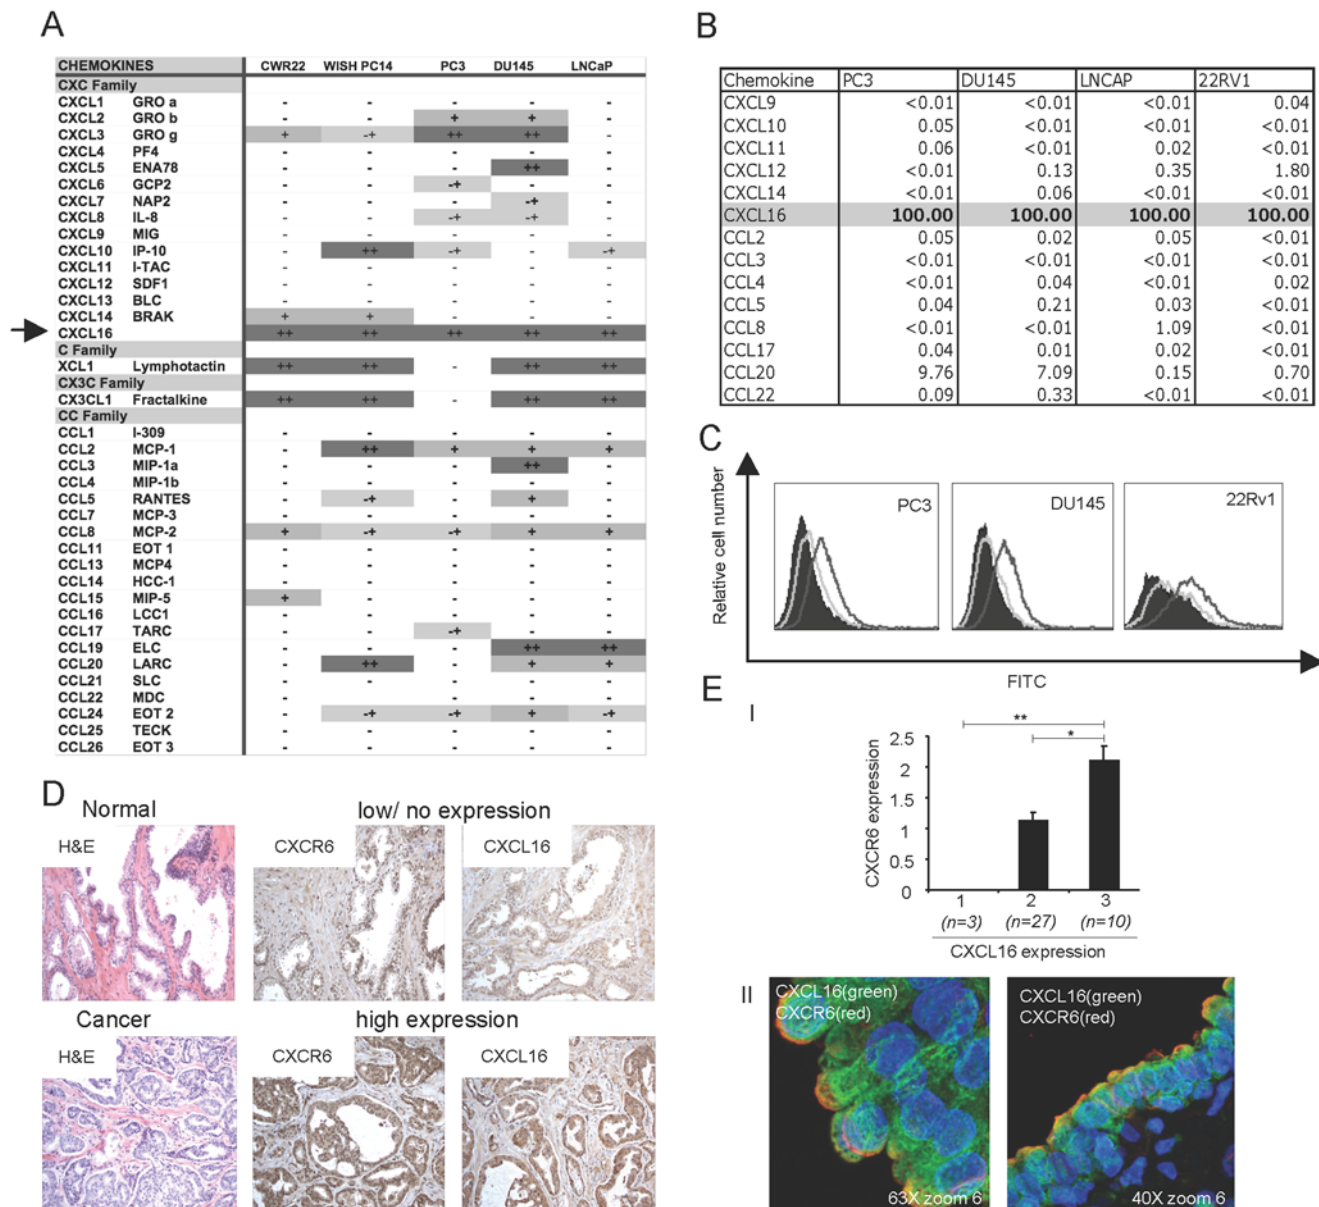 A
CHEMOKINES CWR22 WISH PC14 PC3 DU145 LNCaP
CXC Family
CXCL1 GRO a - - - - -
CXCL2 GRO b - - + + -
CXCL3 GRO g + -+ ++ ++ -
CXCL4 PF4 - - - - -
CXCL5 ENA78 - - - ++ -
CXCL6 GCP2 - - -+ - -
CXCL7 NAP2 - - - -+ -
CXCL8 IL-8 - - -+ -+ -
CXCL9 MIG - - - - -
CXCL10 IP-10 - ++ -+ - -+
CXCL11 I-TAC - - - - -
CXCL12 SDF1 - - - - -
CXCL13 BLC - - - - -
CXCL14 BRAK + + - - -
CXCL16 ++ ++ ++ ++ ++
C Family
XCL1 Lymphotactin ++ ++ - ++ ++
CX3C Family
CX3CL1 Fractalkine ++ ++ - ++ ++
CC Family
CCL1 I-309 - - - - -
CCL2 MCP-1 - ++ + + +
CCL3 MIP-1a - - - ++ -
CCL4 MIP-1b - - - - -
CCL5 RANTES - -+ - + -
CCL7 MCP-3 - - - - -
CCL8 MCP-2 + -+ -+ + +
CCL11 EOT 1 - - - - -
CCL13 MCP4 - - - - -
CCL14 HCC-1 - - - - -
CCL15 MIP-5 + - - - -
CCL16 LCC1 - - - - -
CCL17 TARC - - -+ - -
CCL19 ELC - - - ++ ++
CCL20 LARC - ++ - + +
CCL21 SLC - - - - -
CCL22 MDC - - - - -
CCL24 EOT 2 - -+ -+ + -+
CCL25 TECK - - - - -
CCL26 EOT 3 - - - - -
B
Chemokine PC3 DU145 LNCAP 22RV1
CXCL9 <0.01 <0.01 <0.01 0.04
CXCL10 0.05 <0.01 <0.01 <0.01
CXCL11 0.06 <0.01 0.02 <0.01
CXCL12 <0.01 0.13 0.35 1.80
CXCL14 <0.01 0.06 <0.01 <0.01
CXCL16 100.00 100.00 100.00 100.00
CCL2 0.05 0.02 0.05 <0.01
CCL3 <0.01 <0.01 <0.01 <0.01
CCL4 <0.01 0.04 <0.01 0.02
CCL5 0.04 0.21 0.03 <0.01
CCL8 <0.01 <0.01 1.09 <0.01
CCL17 0.04 0.01 0.02 <0.01
CCL20 9.76 7.09 0.15 0.70
CCL22 0.09 0.33 <0.01 <0.01
C
Relative cell number
PC3 DU145 22Rv1
FITC
D
Normal low/ no expression
H&E CXCR6 CXCL16
Cancer high expression
H&E CXCR6 CXCL16
E
I
** 
*
CXCR6 expression
2.5
2
1.5
1
0.5
0
1 2 3
(n=3) (n=27) (n=10)
CXCL16 expression
II
CXCL16(green)
CXCR6(red)
63X zoom 6
CXCL16(green)
CXCR6(red)
40X zoom 6